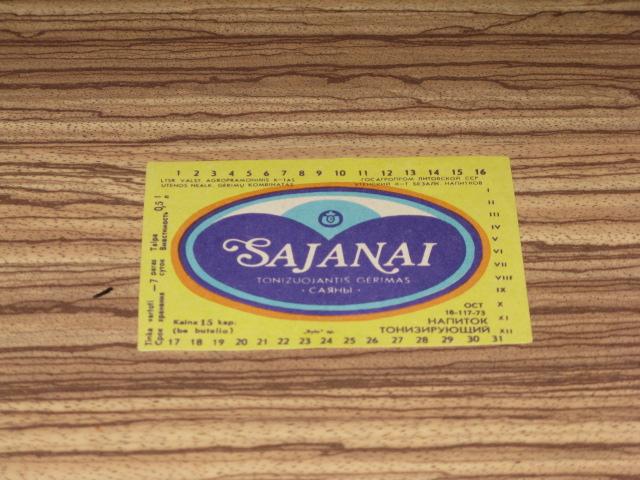 1 2 3 4 5 6 7 8 9 10 11 12 13 14 15 16
LTSR VALST. AGROPRAMONINIS K-TAS ГОСАГРОПРОМ ЛИТОВСКОЙ ССР
UTENOS NEALK. GĖRIMŲ KOMBINATAS УТЕНСКИЙ К-Т БЕЗАЛК. НАПИТКОВ
Tinka vartoti – 7 paras Talpa 0,5 l
Срок хранения суток Вместимость л
SAJANAI
TONIZUOJANTIS GĖRIMAS
· САЯНЫ ·
I
II
III
IV
V
VI
VII
VIII
IX
X
XI
XII
Kaina 15 kap.
(be butelio)
ОСТ
18-117-73
НАПИТОК
ТОНИЗИРУЮЩИЙ
17 18 19 20 21 22 23 24 25 26 27 28 29 30 31